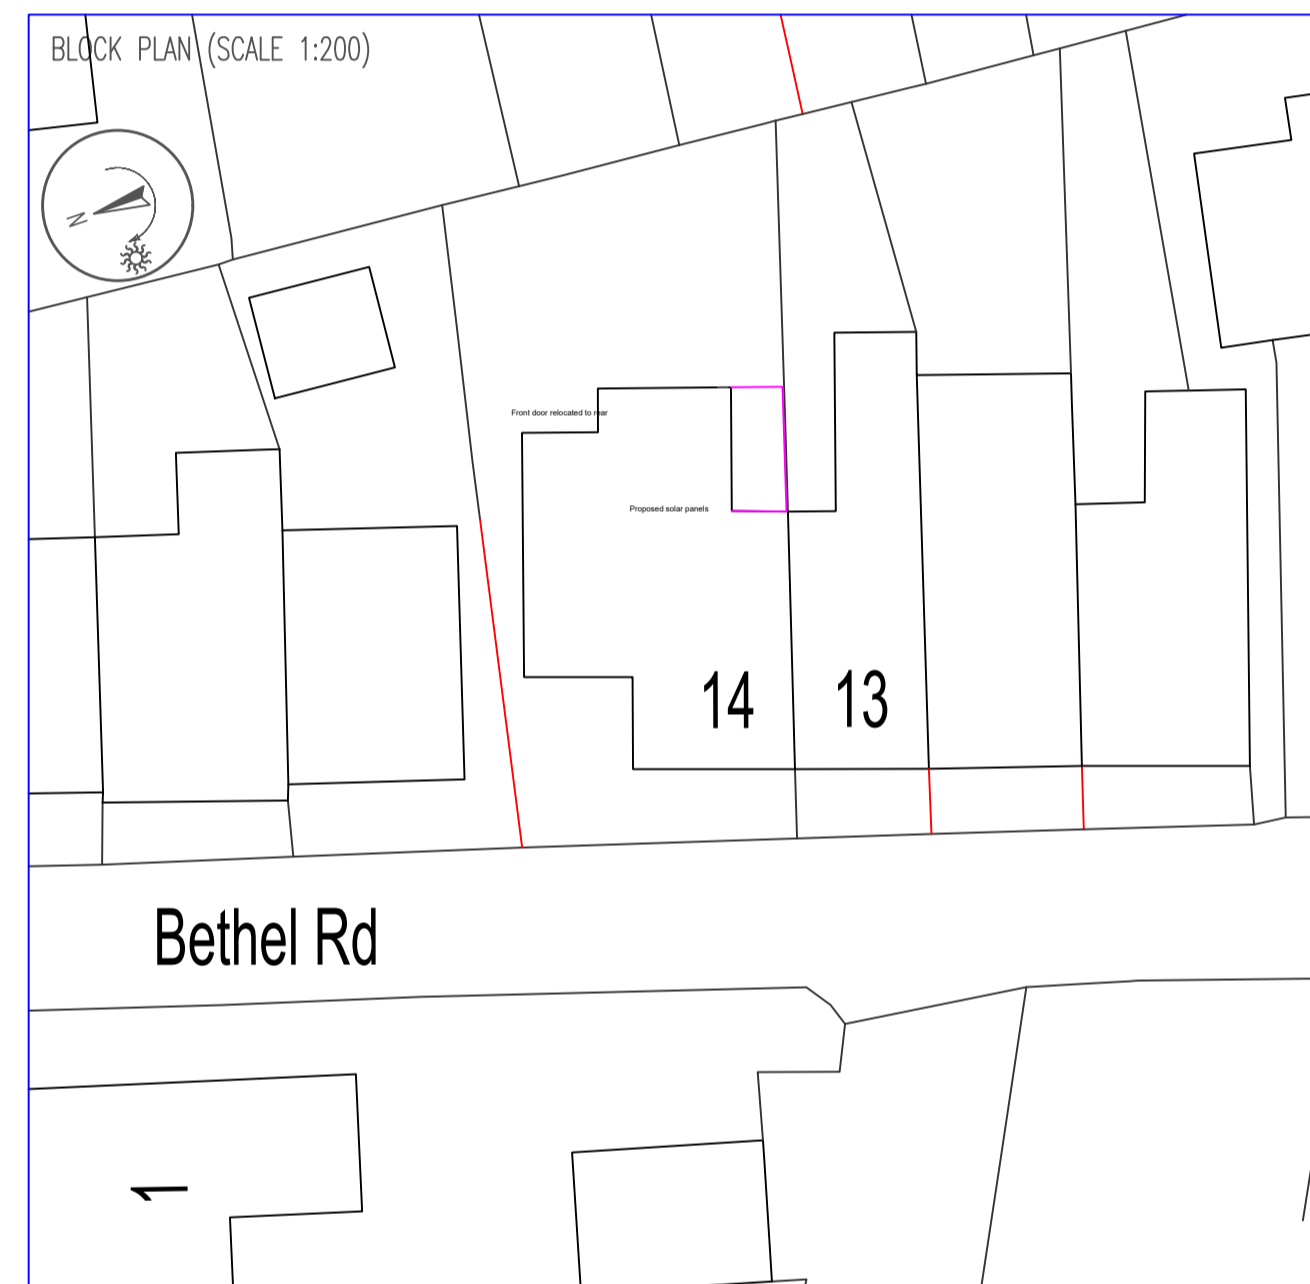 BLOCK PLAN (SCALE 1:200)
N
Front door relocated to rear
Proposed solar panels
14
13
Bethel Rd
1